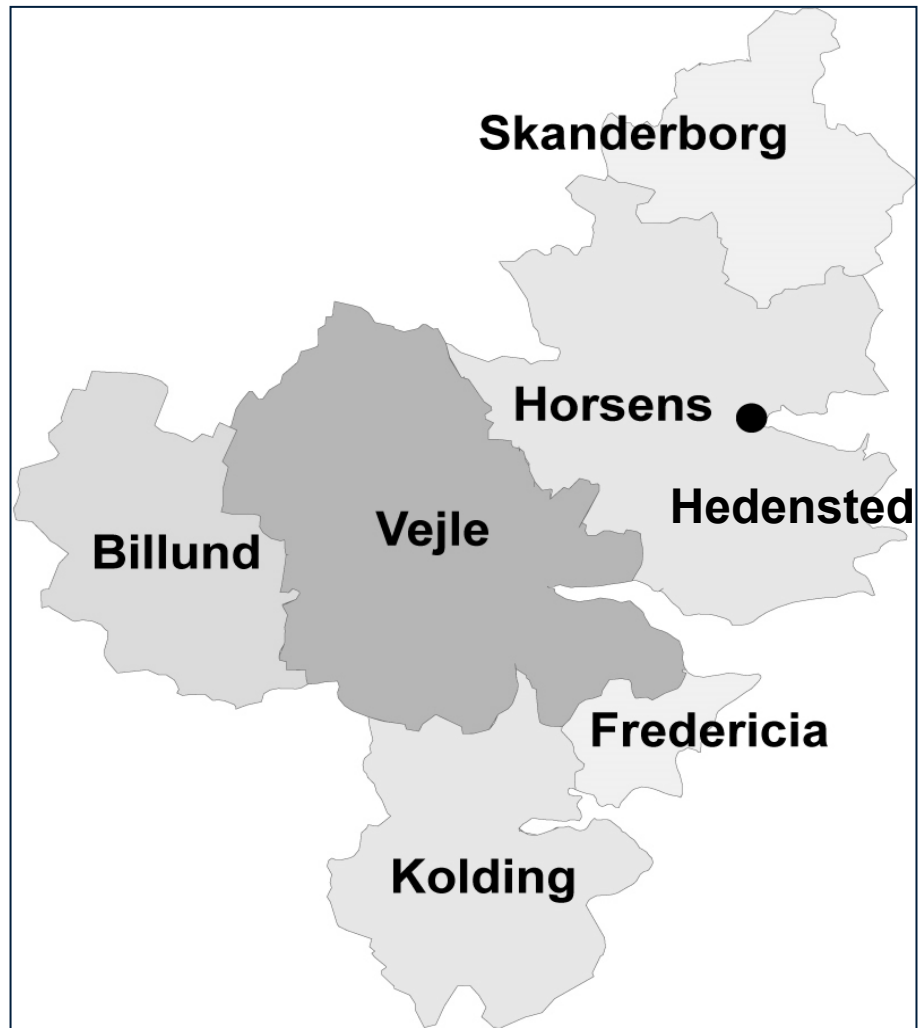 Skanderborg
Horsens
Hedensted
Vejle
Billund
Fredericia
Kolding